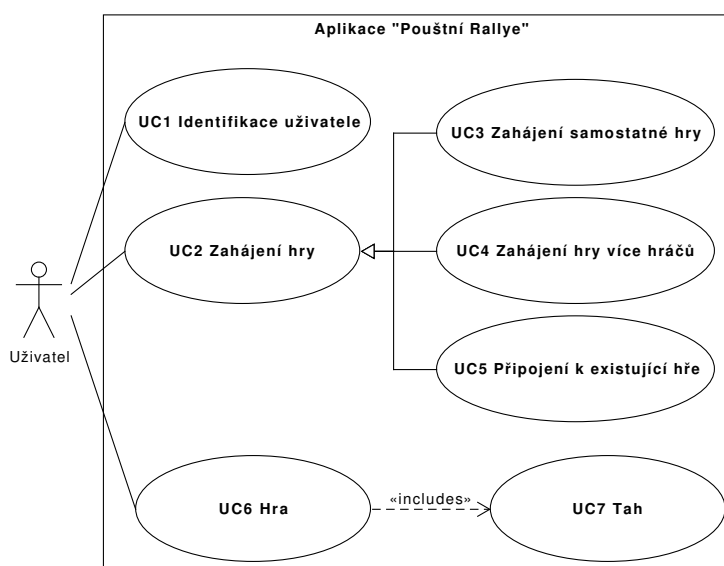 Aplikace "Pouštní Rallye"
UC1 Identifikace uživatele
UC3 Zahájení samostatné hry
UC2 Zahájení hry
UC4 Zahájení hry více hráčů
Uživatel
UC5 Připojení k existující hře
UC6 Hra
«includes»
UC7 Tah